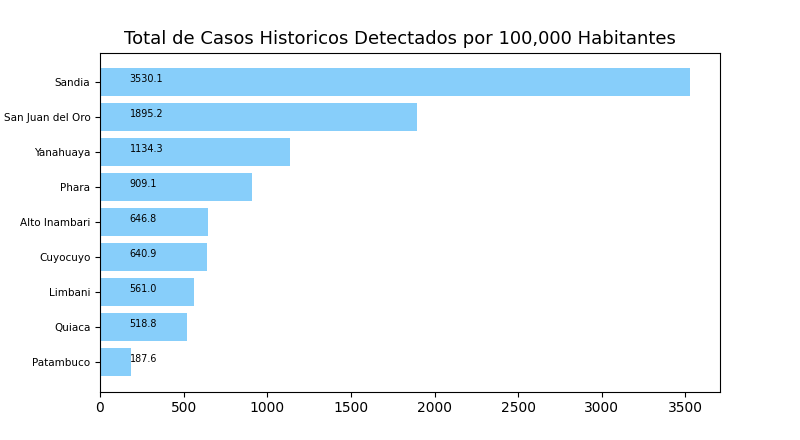 Total de Casos Historicos Detectados por 100,000 Habitantes
Sandia 3530.1
San Juan del Oro 1895.2
Yanahuaya 1134.3
Phara 909.1
Alto Inambari 646.8
Cuyocuyo 640.9
Limbani 561.0
Quiaca 518.8
Patambuco 187.6
0 500 1000 1500 2000 2500 3000 3500